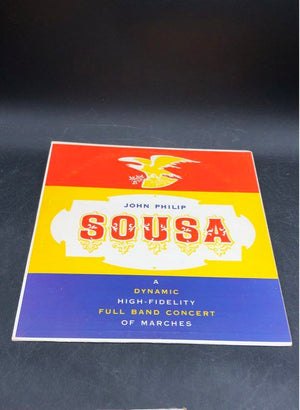 JOHN PHILIP
SOUSA
A
DYNAMIC
HIGH-FIDELITY
FULL BAND CONCERT
OF MARCHES